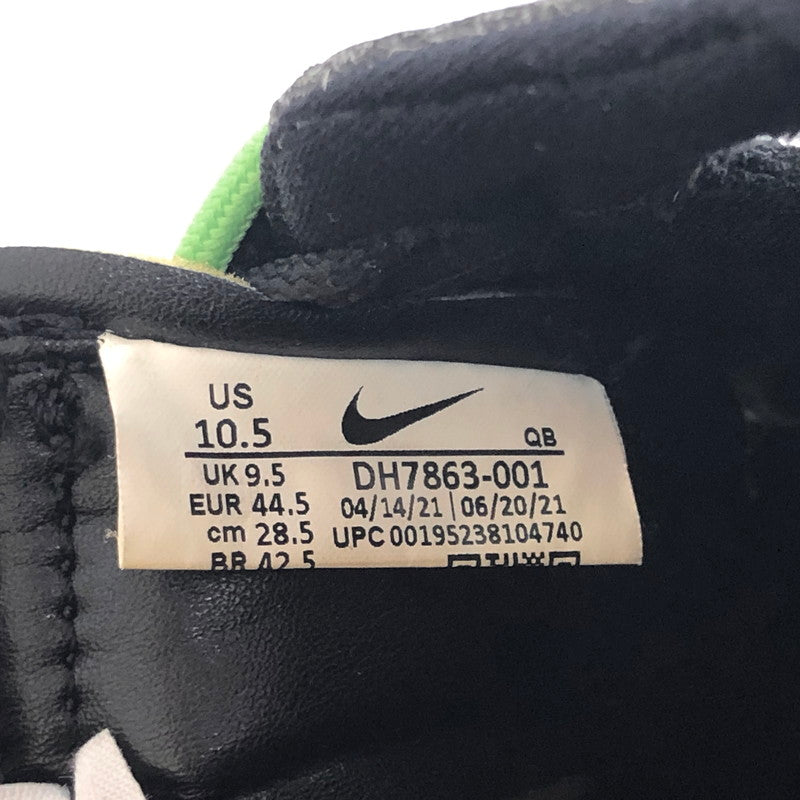 US
10.5
QB
UK 9.5 DH7863-001
EUR 44.5 04/14/21 | 06/20/21
cm 28.5 UPC 00195238104740
BR 42.5